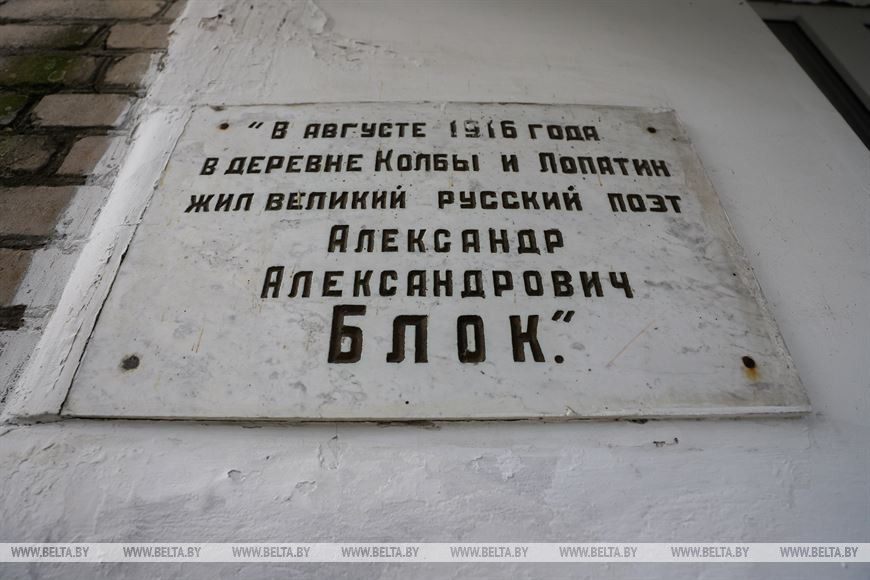 "В августе 1916 года
в деревне Колбы и Лопатин
жил великий русский поэт
Александр
Александрович
Блок".
WWW.BELTA.BY WWW.BELTA.BY WWW.BELTA.BY WWW.BELTA.BY WWW.BELTA.BY WWW.BELTA.BY WWW.BELTA.BY WWW.BELTA.BY